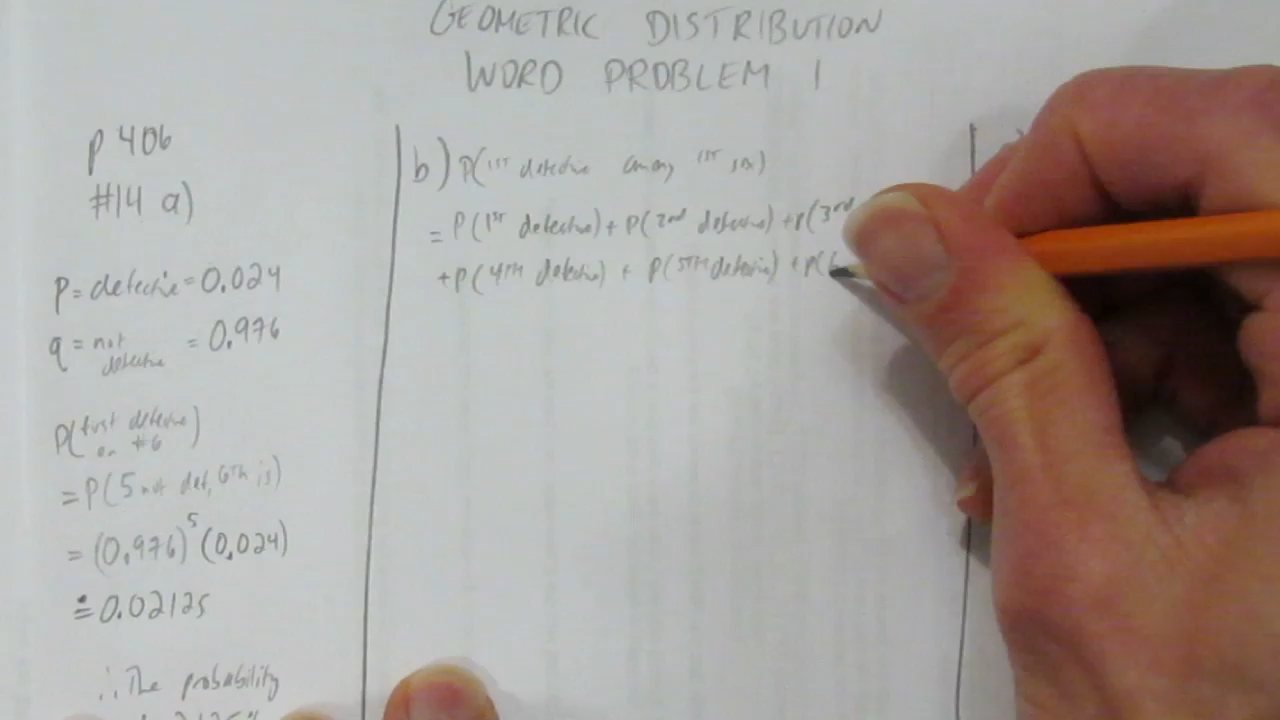 GEOMETRIC DISTRIBUTION
WORD PROBLEM 1
p 406
#14 a)
p = defective = 0.024
q = not defective = 0.976
P(first defective on #6)
= P(5 not def, 6TH is)
= (0.976)^5 (0.024)
≐ 0.02125
∴ The probability
b) P(1ST defective among 1ST six)
= P(1ST defective) + P(2nd defective) + P(3rd
+ P(4TH defective) + P(5TH defective) + P(6